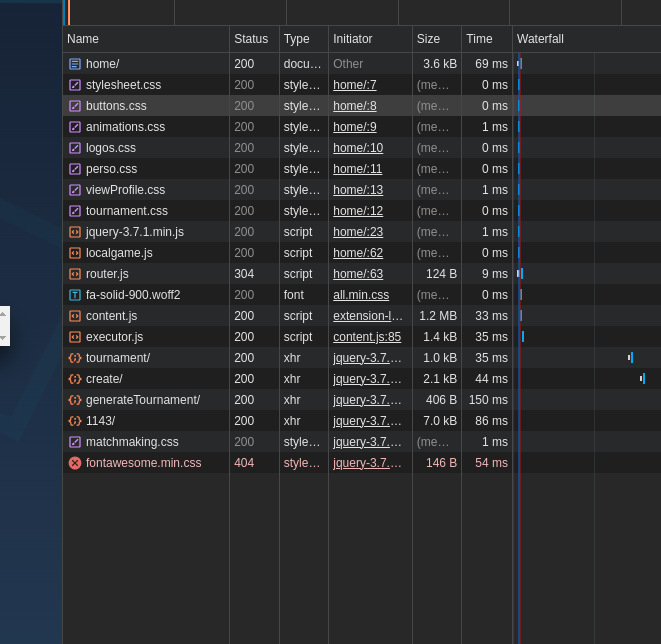 Name Status Type Initiator Size Time Waterfall
home/ 200 docu... Other 3.6 kB 69 ms
stylesheet.css 200 style... home/:7 (me... 0 ms
buttons.css 200 style... home/:8 (me... 0 ms
animations.css 200 style... home/:9 (me... 1 ms
logos.css 200 style... home/:10 (me... 0 ms
perso.css 200 style... home/:11 (me... 0 ms
viewProfile.css 200 style... home/:13 (me... 1 ms
tournament.css 200 style... home/:12 (me... 0 ms
jquery-3.7.1.min.js 200 script home/:23 (me... 1 ms
localgame.js 200 script home/:62 (me... 0 ms
router.js 304 script home/:63 124 B 9 ms
fa-solid-900.woff2 200 font all.min.css (me... 0 ms
content.js 200 script extension-l... 1.2 MB 33 ms
executor.js 200 script content.js:85 1.4 kB 35 ms
tournament/ 200 xhr jquery-3.7.... 1.0 kB 35 ms
create/ 200 xhr jquery-3.7.... 2.1 kB 44 ms
generateTournament/ 200 xhr jquery-3.7.... 406 B 150 ms
1143/ 200 xhr jquery-3.7.... 7.0 kB 86 ms
matchmaking.css 200 style... jquery-3.7.... (me... 1 ms
fontawesome.min.css 404 style... jquery-3.7.... 146 B 54 ms